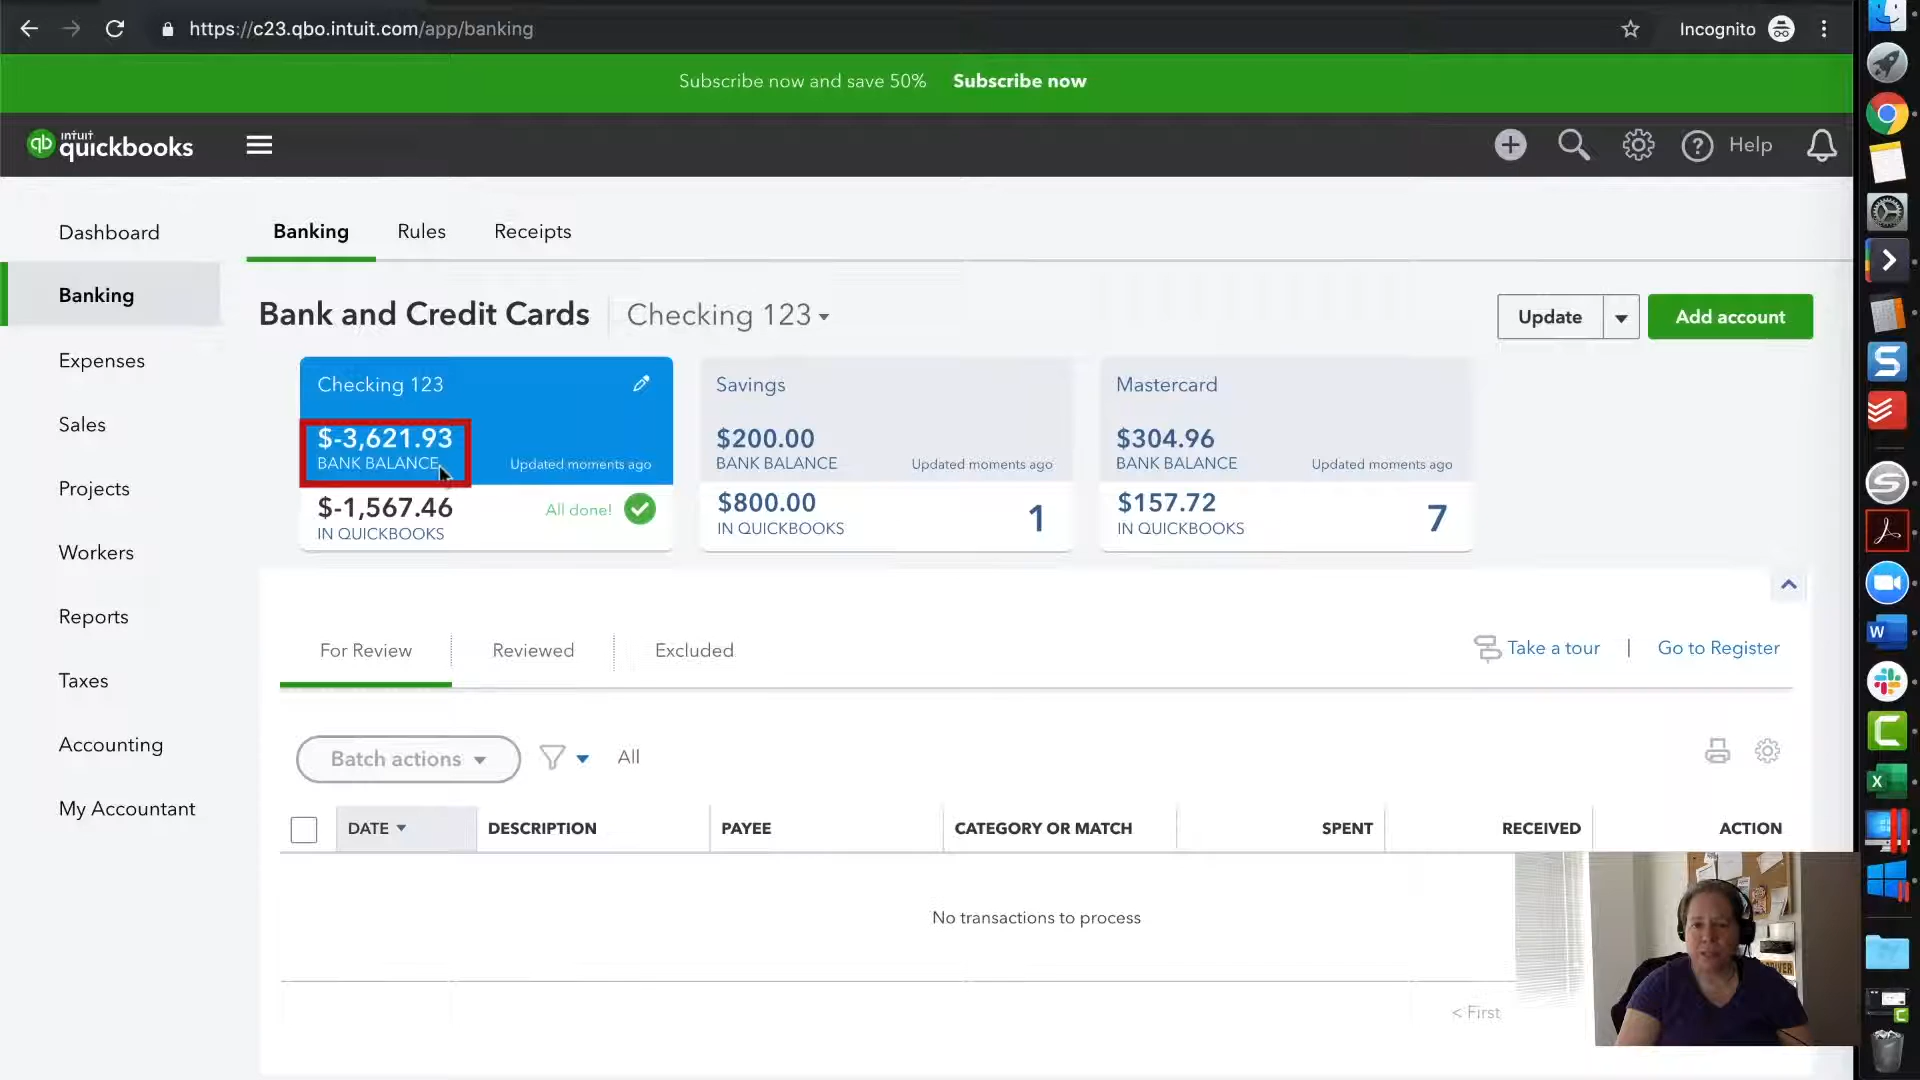 https://c23.qbo.intuit.com/app/banking
Incognito
Subscribe now and save 50% Subscribe now
intuit
qb quickbooks
Help
Dashboard
Banking
Expenses
Sales
Projects
Workers
Reports
Taxes
Accounting
My Accountant
Banking Rules Receipts
Bank and Credit Cards Checking 123
Update Add account
Checking 123
$-3,621.93
BANK BALANCE Updated moments ago
$-1,567.46 All done!
IN QUICKBOOKS
Savings
$200.00
BANK BALANCE Updated moments ago
$800.00 1
IN QUICKBOOKS
Mastercard
$304.96
BANK BALANCE Updated moments ago
$157.72 7
IN QUICKBOOKS
For Review Reviewed Excluded
Take a tour | Go to Register
Batch actions All
DATE DESCRIPTION PAYEE CATEGORY OR MATCH SPENT RECEIVED ACTION
No transactions to process
< First